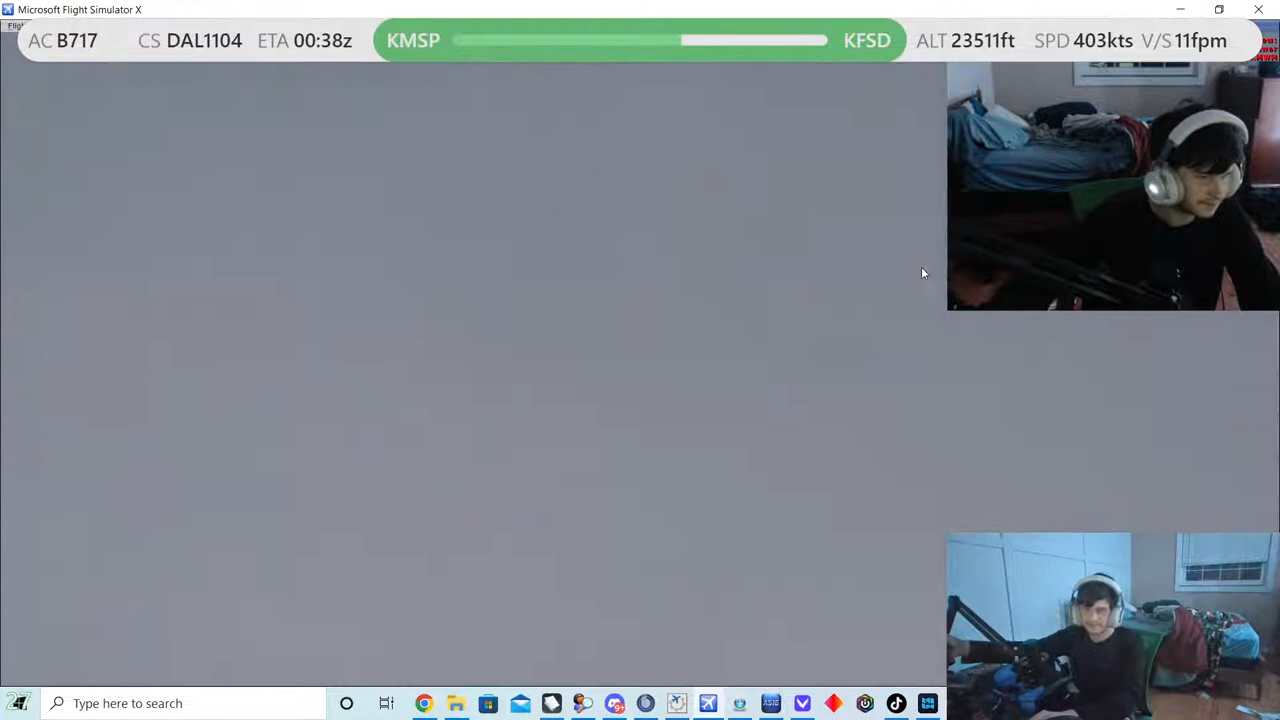 Microsoft Flight Simulator X
AC B717 CS DAL1104 ETA 00:38z KMSP KFSD ALT 23511ft SPD 403kts V/S 11fpm
27 Type here to search